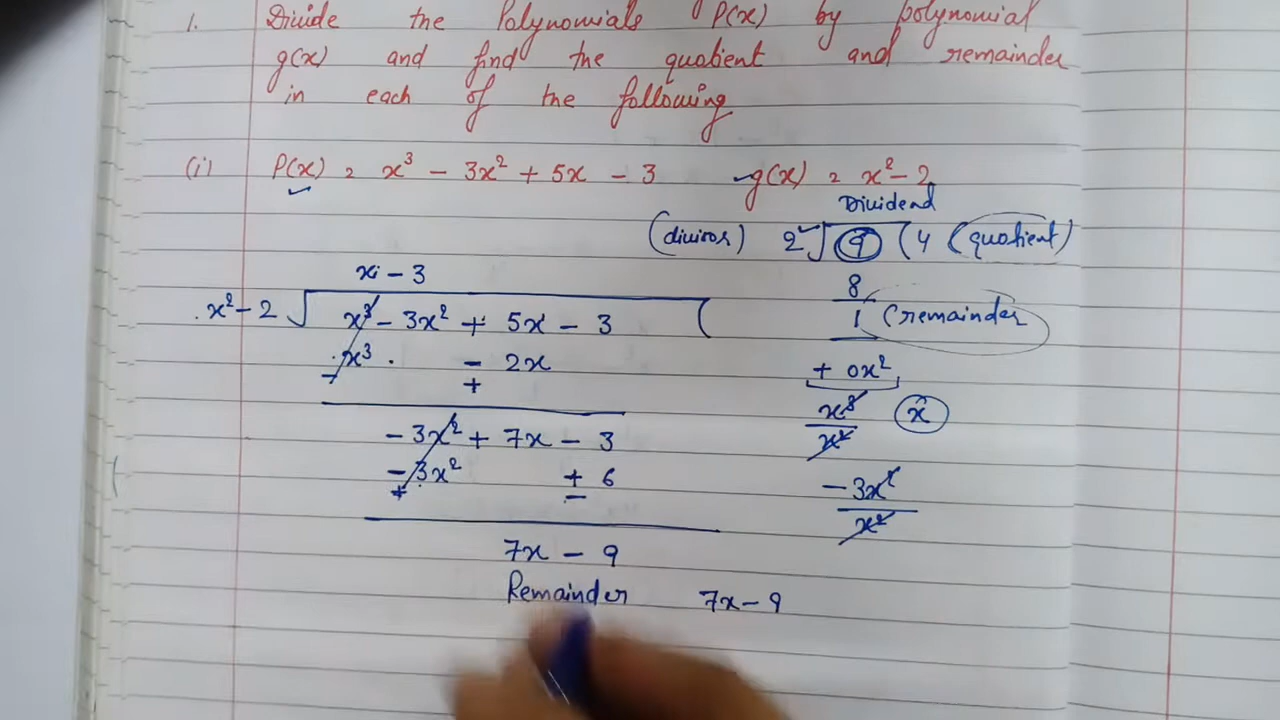 1. Divide the Polynomials P(x) by polynomial
g(x) and find the quotient and remainder
in each of the following
(i) P(x) = x³ - 3x² + 5x - 3 g(x) = x² - 2
Dividend
(divisor) 2 √ 9 ( 4 (quotient)
8
1 (remainder
x - 3
x² - 2 √ x³ - 3x² + 5x - 3 (
x³ - 2x
- +
+ 0x²
x³ / x² x
- 3x² + 7x - 3
- 3x² + 6
+ -
- 3x² / x²
7x - 9
Remainder 7x - 9